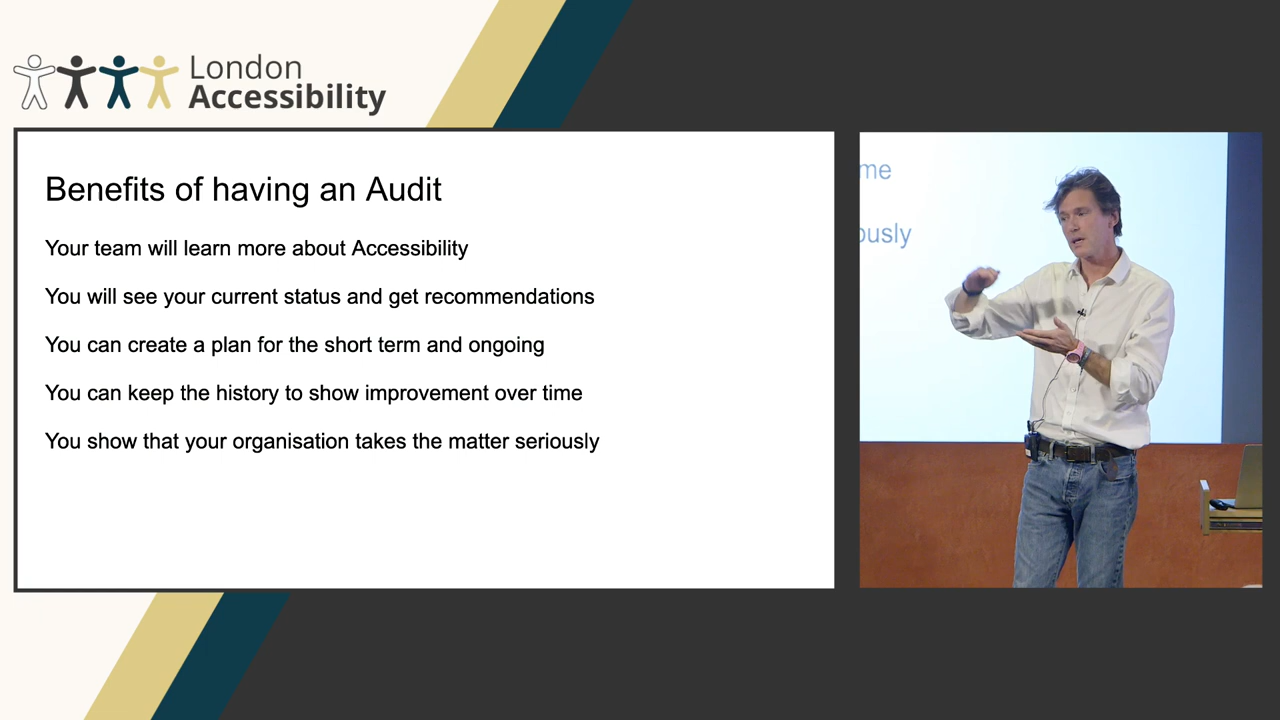 London
Accessibility
Benefits of having an Audit
Your team will learn more about Accessibility
You will see your current status and get recommendations
You can create a plan for the short term and ongoing
You can keep the history to show improvement over time
You show that your organisation takes the matter seriously
me
ously